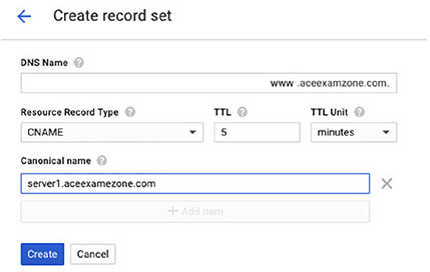 Create record set
DNS Name
www .aceexamzone.com.
Resource Record Type TTL TTL Unit
CNAME 5 minutes
Canonical name
server1.aceexamezone.com
+ Add item
Create Cancel